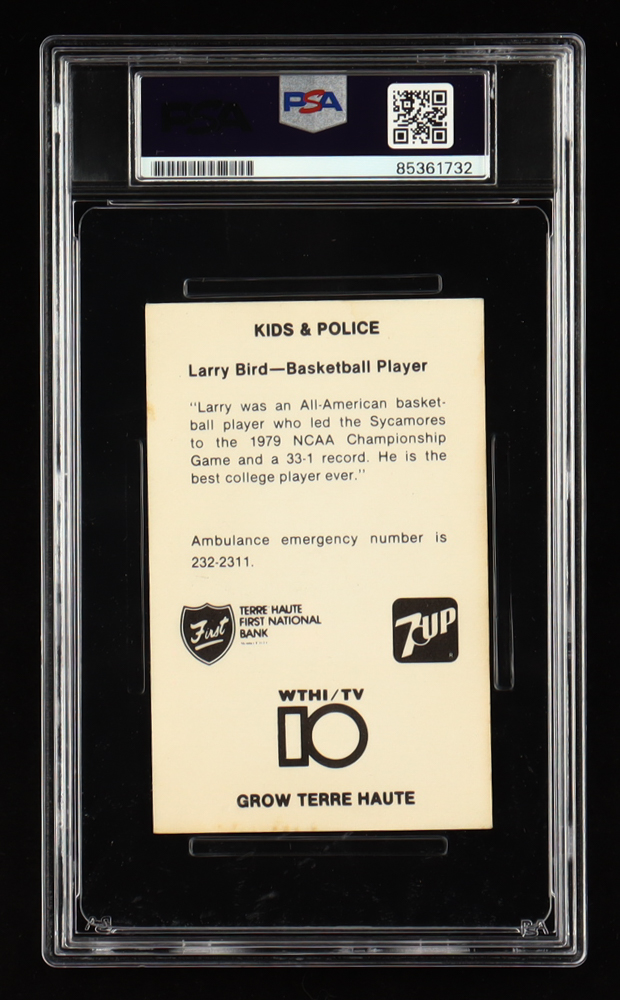 PSA
85361732
KIDS & POLICE
Larry Bird—Basketball Player
"Larry was an All-American basket-
ball player who led the Sycamores
to the 1979 NCAA Championship
Game and a 33-1 record. He is the
best college player ever."
Ambulance emergency number is
232-2311.
First
TERRE HAUTE
FIRST NATIONAL
BANK
7UP
WTHI/TV
10
GROW TERRE HAUTE
PSA